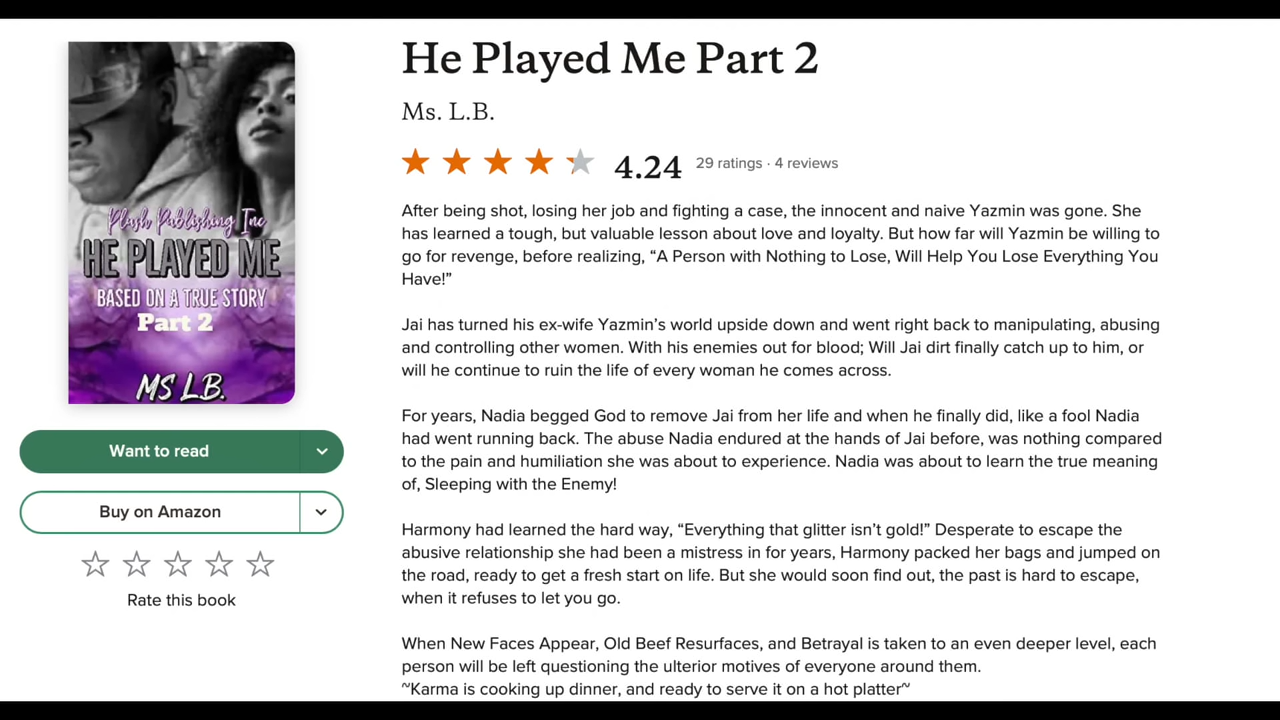 He Played Me Part 2
Ms. L.B.
4.24 29 ratings · 4 reviews
After being shot, losing her job and fighting a case, the innocent and naive Yazmin was gone. She
has learned a tough, but valuable lesson about love and loyalty. But how far will Yazmin be willing to
go for revenge, before realizing, “A Person with Nothing to Lose, Will Help You Lose Everything You
Have!”
Jai has turned his ex-wife Yazmin’s world upside down and went right back to manipulating, abusing
and controlling other women. With his enemies out for blood; Will Jai dirt finally catch up to him, or
will he continue to ruin the life of every woman he comes across.
For years, Nadia begged God to remove Jai from her life and when he finally did, like a fool Nadia
had went running back. The abuse Nadia endured at the hands of Jai before, was nothing compared
to the pain and humiliation she was about to experience. Nadia was about to learn the true meaning
of, Sleeping with the Enemy!
Harmony had learned the hard way, “Everything that glitter isn’t gold!” Desperate to escape the
abusive relationship she had been a mistress in for years, Harmony packed her bags and jumped on
the road, ready to get a fresh start on life. But she would soon find out, the past is hard to escape,
when it refuses to let you go.
When New Faces Appear, Old Beef Resurfaces, and Betrayal is taken to an even deeper level, each
person will be left questioning the ulterior motives of everyone around them.
~Karma is cooking up dinner, and ready to serve it on a hot platter~
Plush Publishing Inc
HE PLAYED ME
BASED ON A TRUE STORY
Part 2
MS L.B.
Want to read
Buy on Amazon
Rate this book